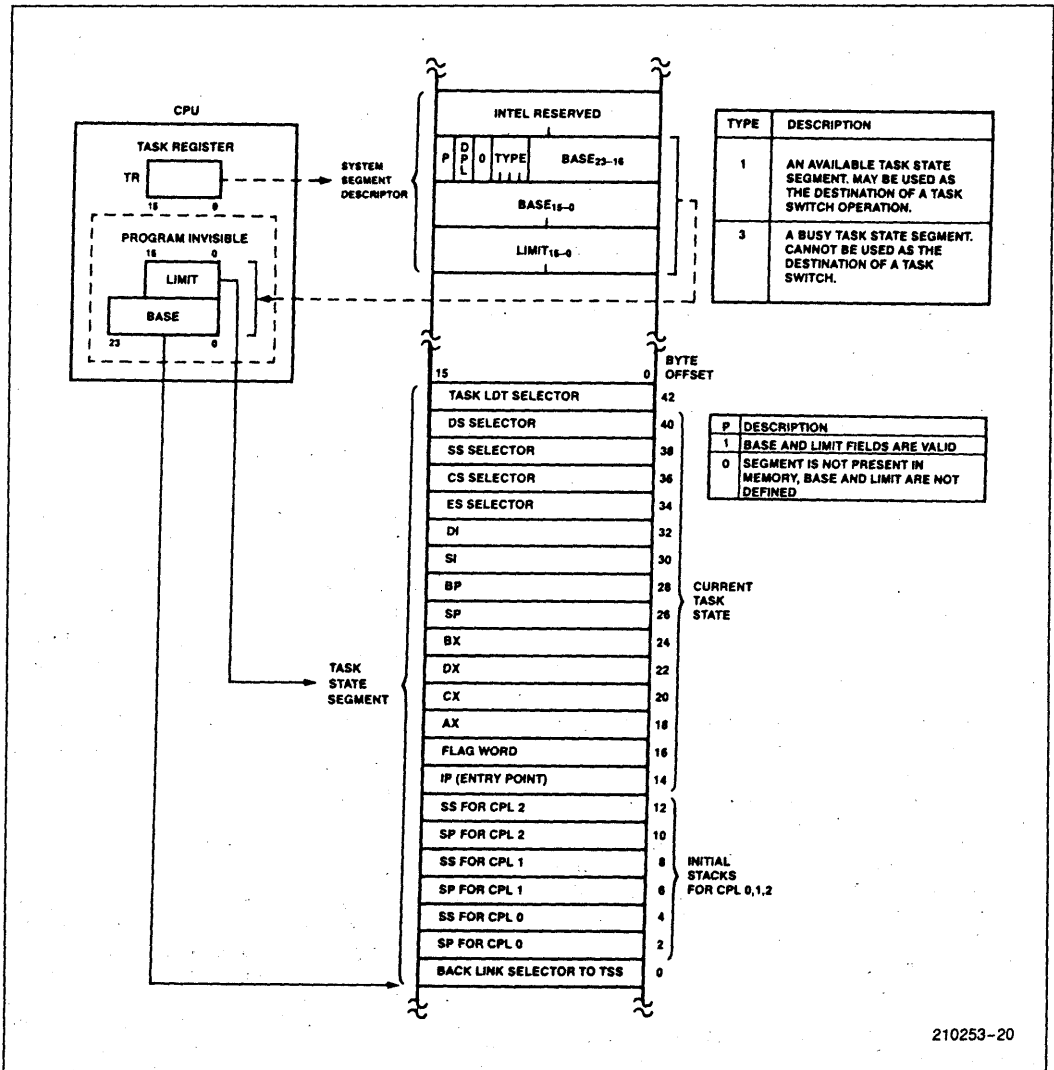 CPU
TASK REGISTER
TR
15 0
PROGRAM INVISIBLE
15 0
LIMIT
BASE
23 0
SYSTEM
SEGMENT
DESCRIPTOR
INTEL RESERVED
P DPL 0 TYPE BASE23–16
BASE15–0
LIMIT15–0
TYPE DESCRIPTION
1 AN AVAILABLE TASK STATE
SEGMENT. MAY BE USED AS
THE DESTINATION OF A TASK
SWITCH OPERATION.
3 A BUSY TASK STATE SEGMENT.
CANNOT BE USED AS THE
DESTINATION OF A TASK
SWITCH.
BYTE
15 0 OFFSET
TASK LDT SELECTOR 42
DS SELECTOR 40
SS SELECTOR 38
CS SELECTOR 36
ES SELECTOR 34
DI 32
SI 30
BP 28
SP 26
BX 24
DX 22
CX 20
AX 18
FLAG WORD 16
IP (ENTRY POINT) 14
SS FOR CPL 2 12
SP FOR CPL 2 10
SS FOR CPL 1 8
SP FOR CPL 1 6
SS FOR CPL 0 4
SP FOR CPL 0 2
BACK LINK SELECTOR TO TSS 0
P DESCRIPTION
1 BASE AND LIMIT FIELDS ARE VALID
0 SEGMENT IS NOT PRESENT IN
MEMORY, BASE AND LIMIT ARE NOT
DEFINED
CURRENT
TASK
STATE
TASK
STATE
SEGMENT
INITIAL
STACKS
FOR CPL 0,1,2
210253–20